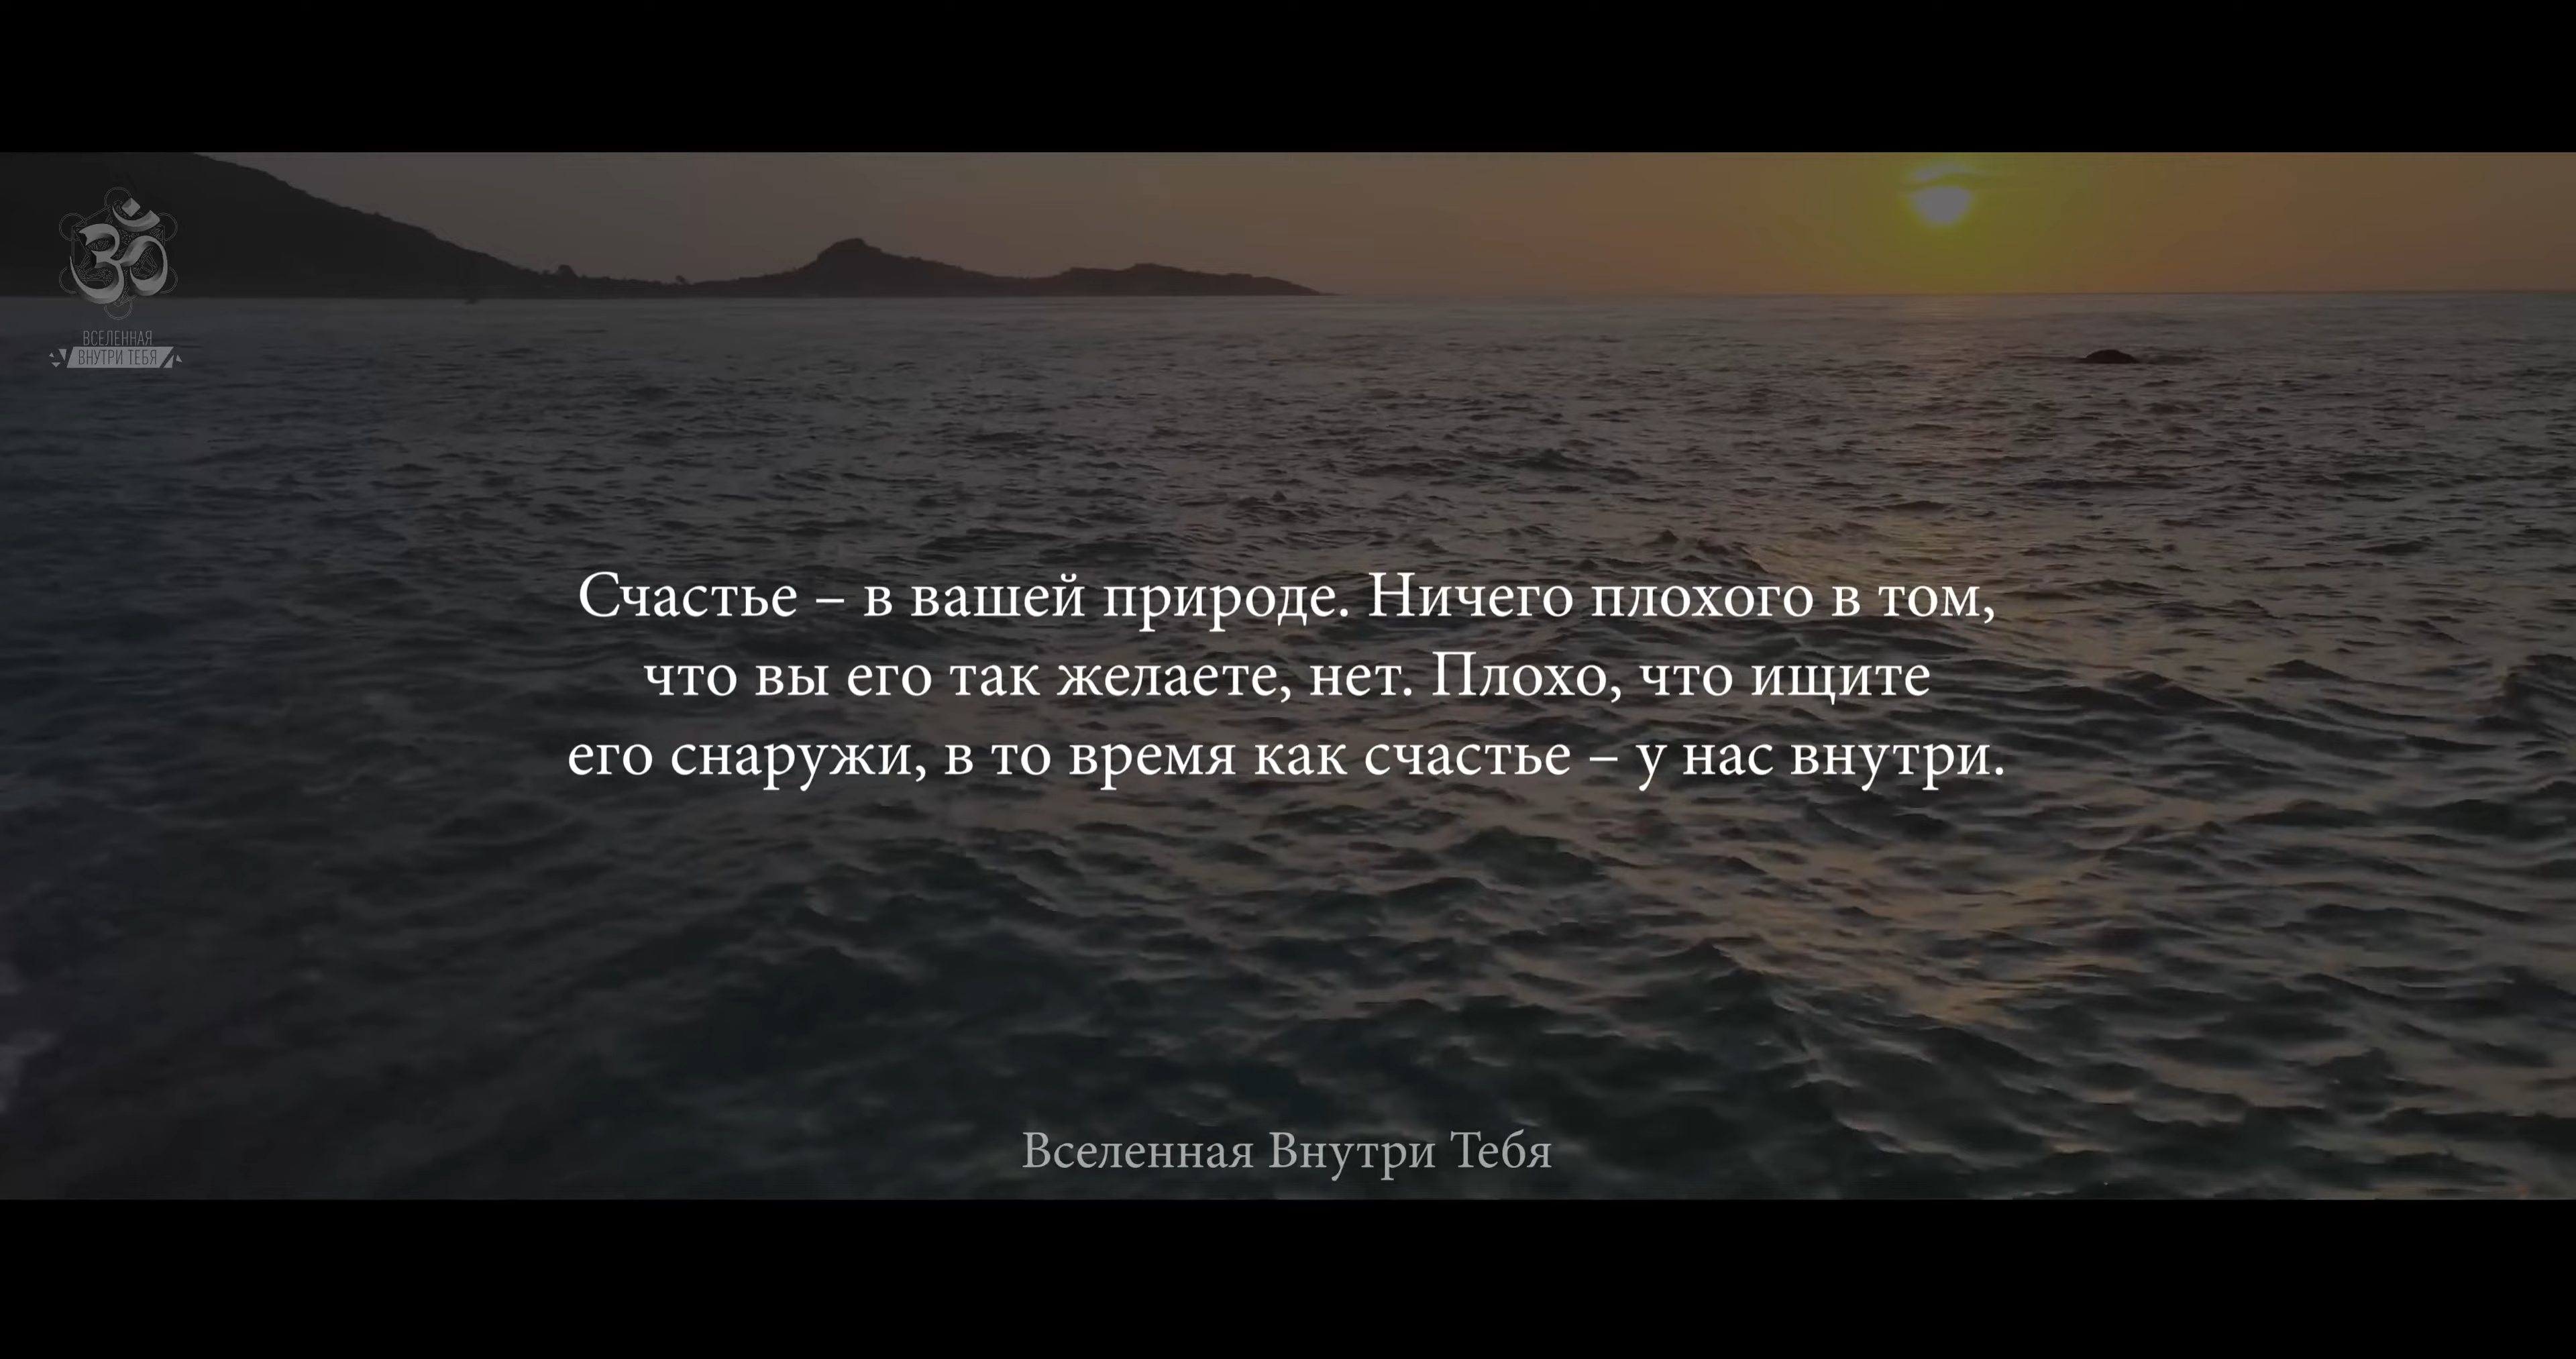 ВСЕЛЕННАЯ
ВНУТРИ ТЕБЯ
Счастье – в вашей природе. Ничего плохого в том,
что вы его так желаете, нет. Плохо, что ищите
его снаружи, в то время как счастье – у нас внутри.
Вселенная Внутри Тебя